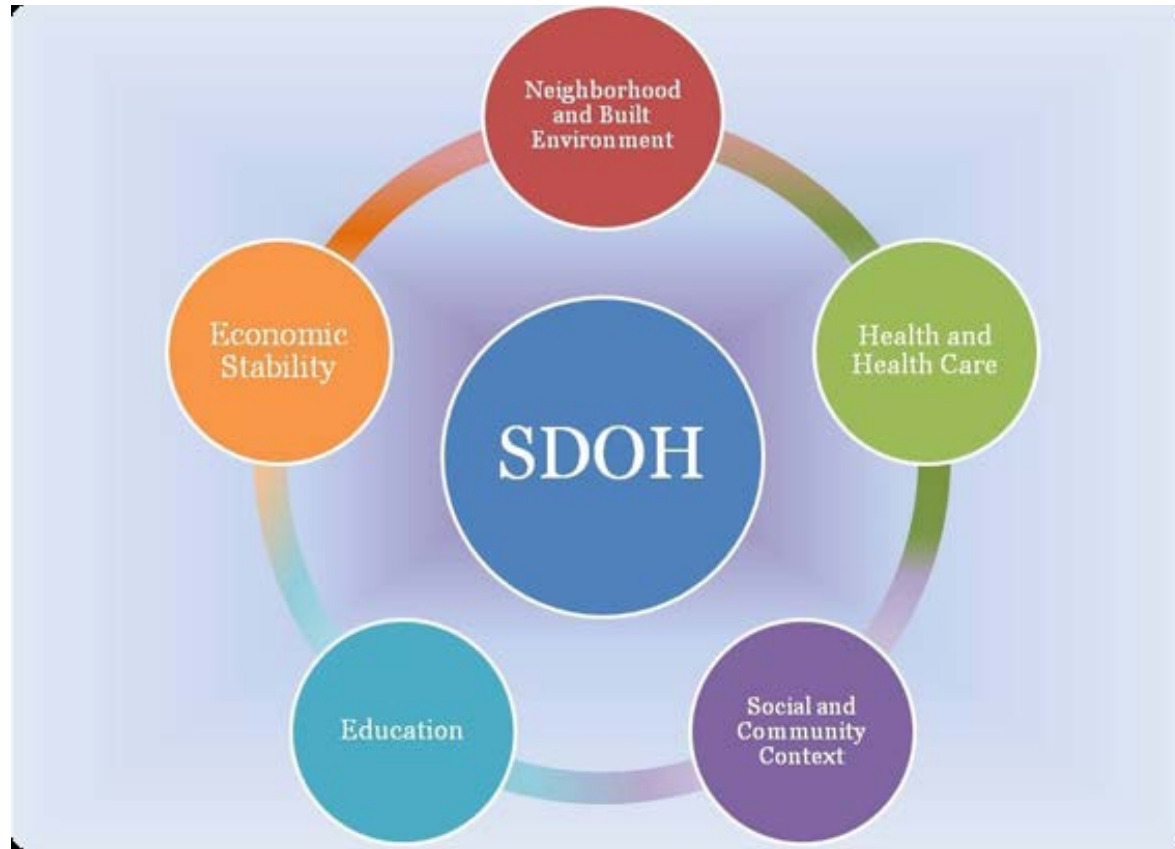 Neighborhood
and Built
Environment
Economic
Stability
Health and
Health Care
SDOH
Education
Social and
Community
Context